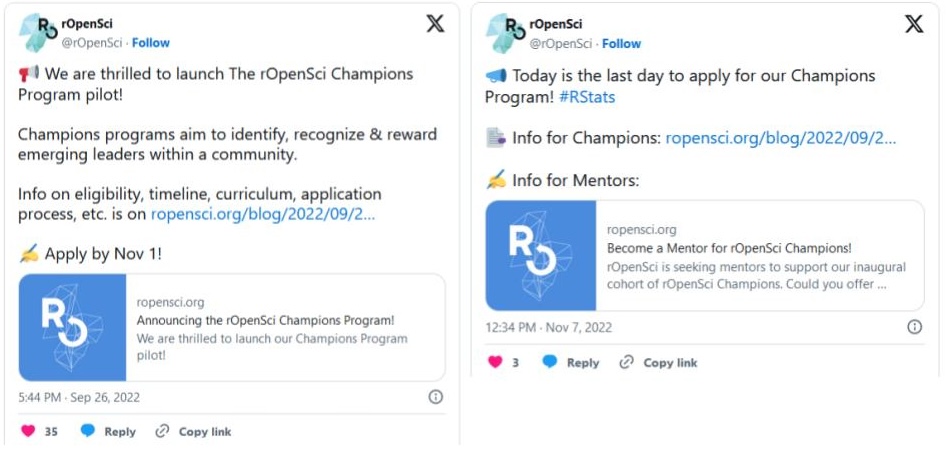 rOpenSci
@rOpenSci · Follow
We are thrilled to launch The rOpenSci Champions
Program pilot!
Champions programs aim to identify, recognize & reward
emerging leaders within a community.
Info on eligibility, timeline, curriculum, application
process, etc. is on ropensci.org/blog/2022/09/2...
Apply by Nov 1!
ropensci.org
Announcing the rOpenSci Champions Program!
We are thrilled to launch our Champions Program
pilot!
5:44 PM · Sep 26, 2022
35 Reply Copy link
rOpenSci
@rOpenSci · Follow
Today is the last day to apply for our Champions
Program! #RStats
Info for Champions: ropensci.org/blog/2022/09/2...
Info for Mentors:
ropensci.org
Become a Mentor for rOpenSci Champions!
rOpenSci is seeking mentors to support our inaugural
cohort of rOpenSci Champions. Could you offer ...
12:34 PM · Nov 7, 2022
3 Reply Copy link